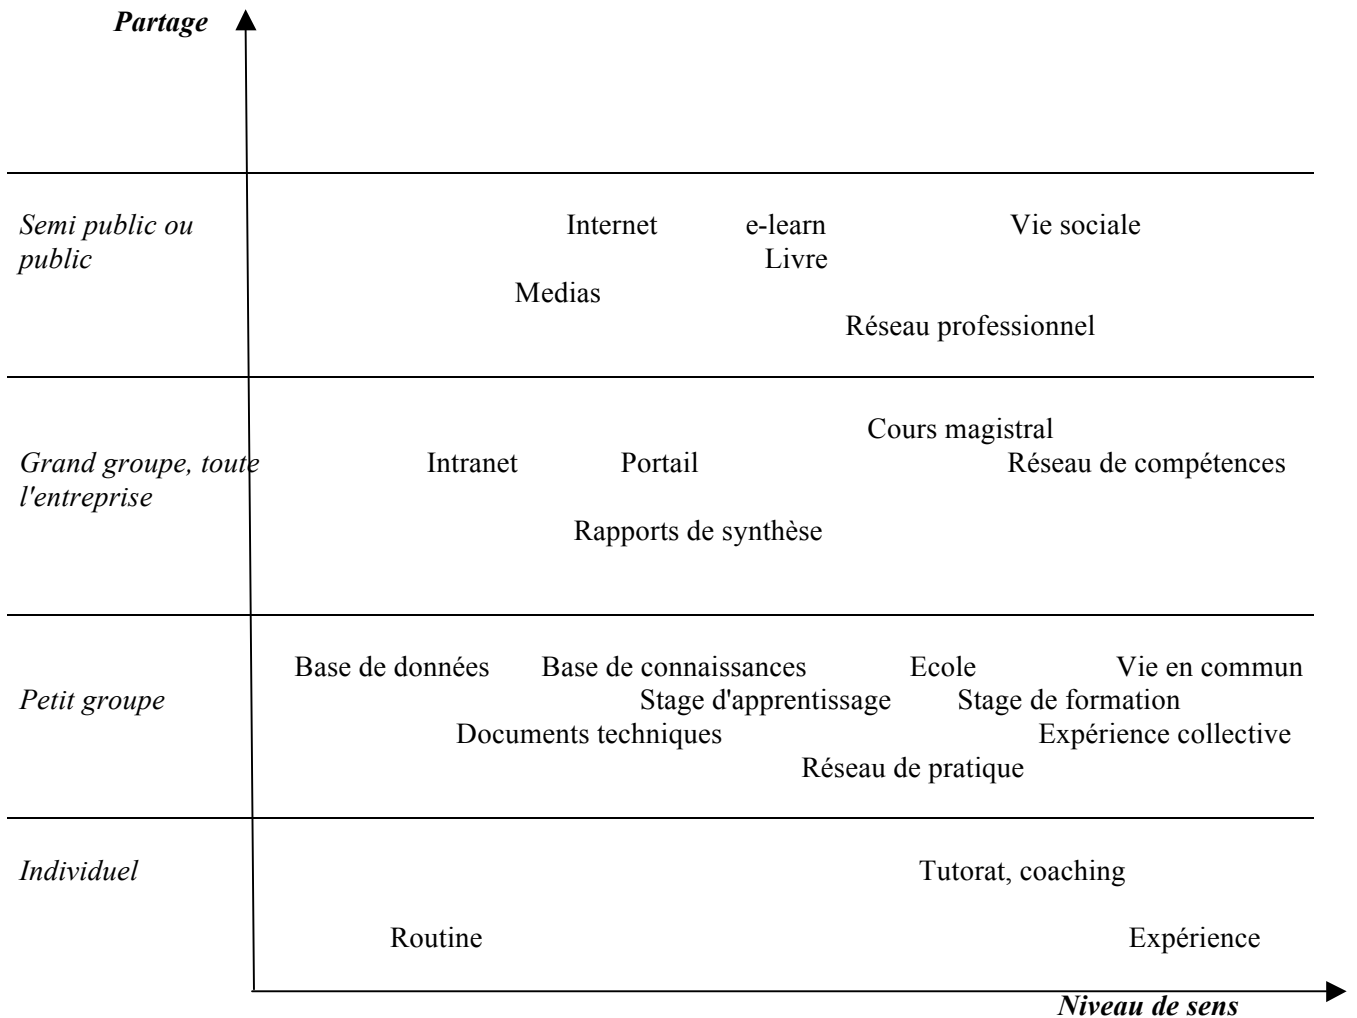 Partage
Semi public ou Internet e-learn Vie sociale
public Livre
Medias
Réseau professionnel
Cours magistral
Grand groupe, toute Intranet Portail Réseau de compétences
l'entreprise
Rapports de synthèse
Base de données Base de connaissances Ecole Vie en commun
Petit groupe Stage d'apprentissage Stage de formation
Documents techniques Expérience collective
Réseau de pratique
Individuel Tutorat, coaching
Routine Expérience
Niveau de sens